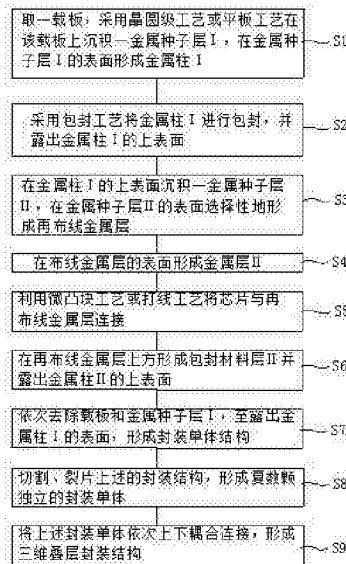 取一载板，采用晶圆级工艺或平板工艺在
该载板上沉积一金属种子层Ⅰ，在金属种
子层Ⅰ的表面形成金属柱Ⅰ
S1
采用包封工艺将金属柱Ⅰ进行包封，并
露出金属柱Ⅰ的上表面
S2
在金属柱Ⅰ的上表面沉积一金属种子层
Ⅱ，在金属种子层Ⅱ的表面选择性地形
成再布线金属层
S3
在布线金属层的表面形成金属层Ⅱ
S4
利用微凸块工艺或打线工艺将芯片与再
布线金属层连接
S5
在再布线金属层上方形成包封材料层Ⅱ并
露出金属柱Ⅱ的上表面
S6
依次去除载板和金属种子层Ⅰ，至露出金
属柱Ⅰ的表面，形成封装单体结构
S7
切割、裂片上述的封装结构，形成复数颗
独立的封装单体
S8
将上述封装单体依次上下耦合连接，形成
三维叠层封装结构
S9